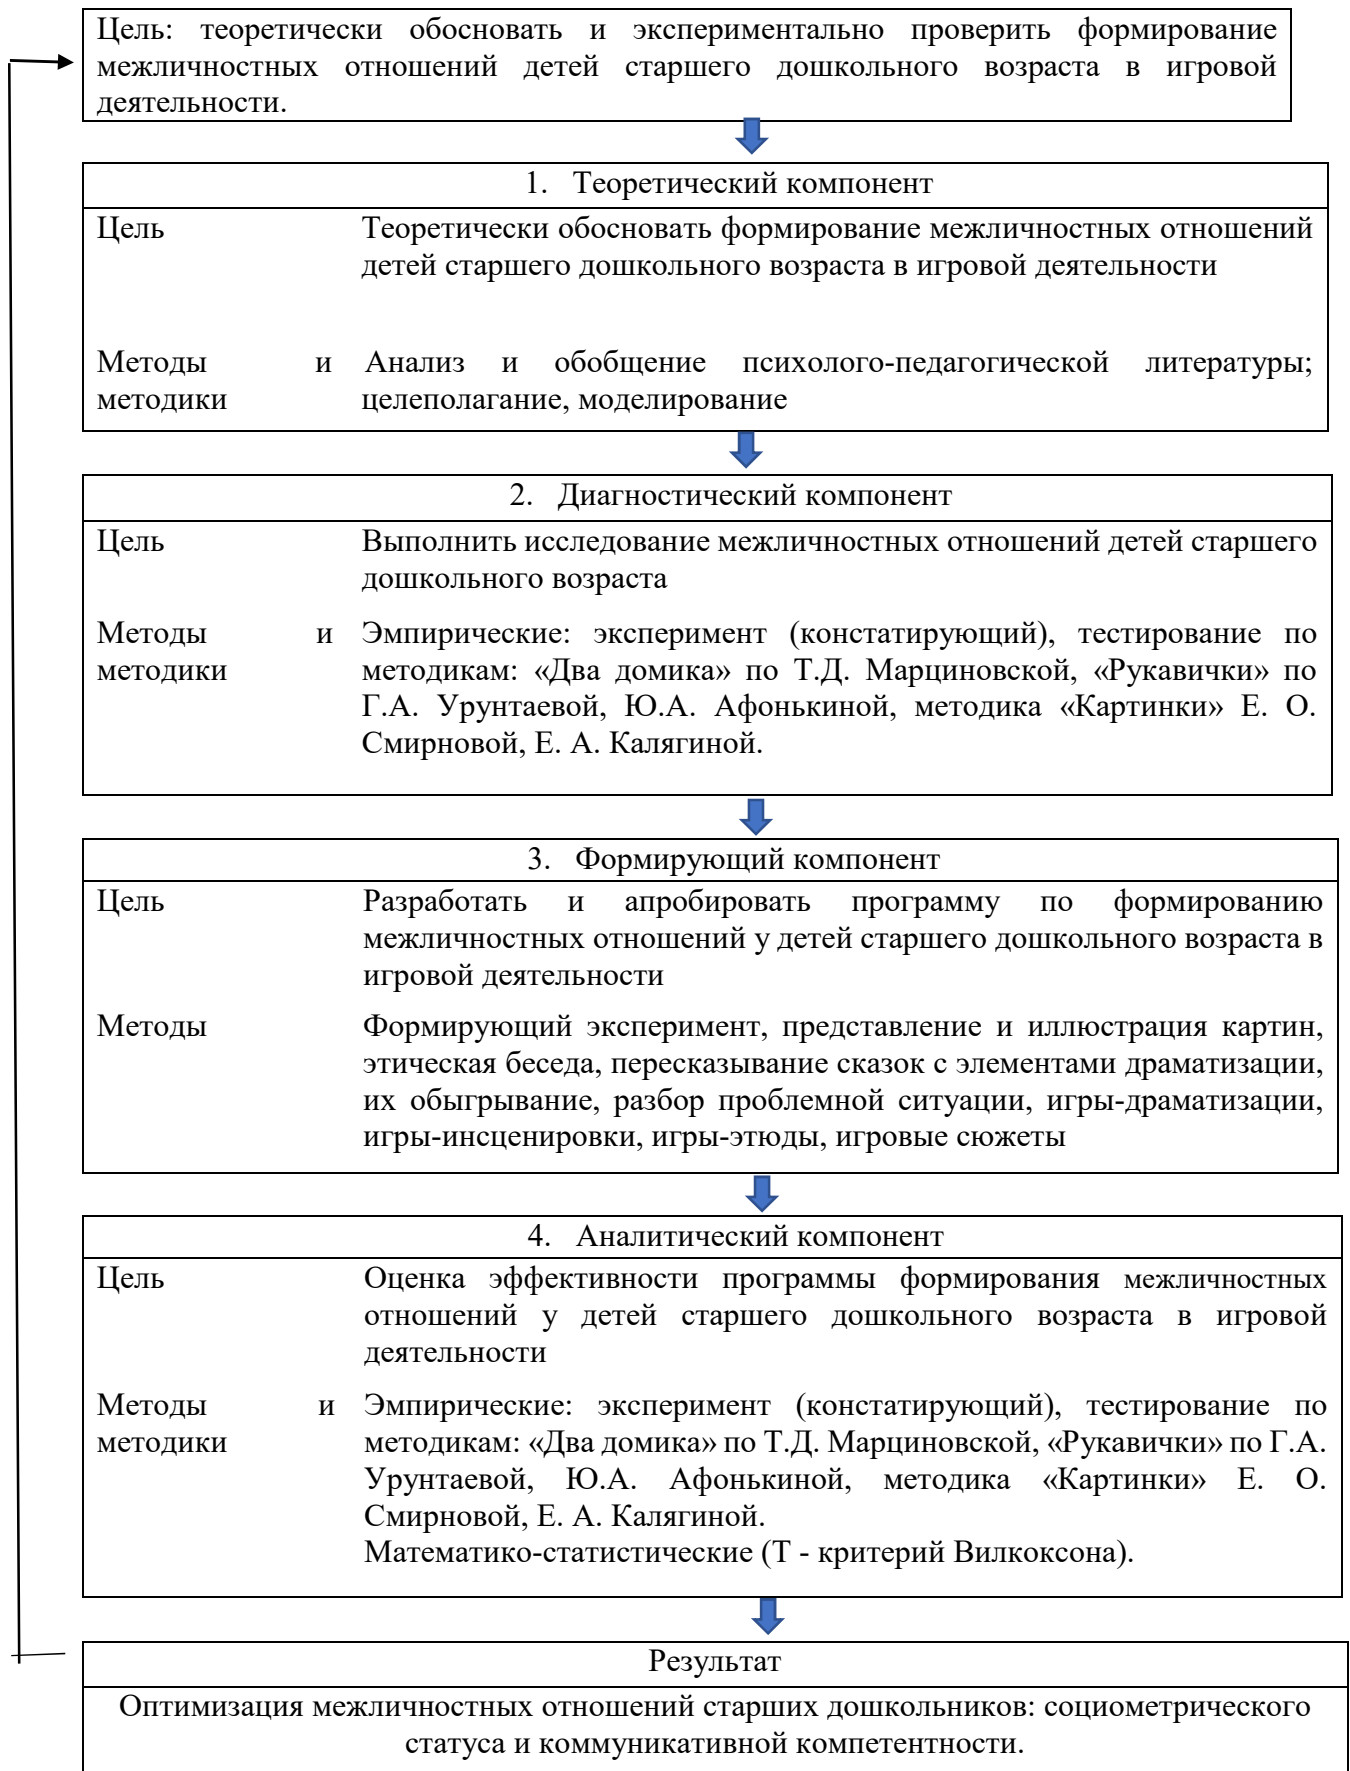 Цель: теоретически обосновать и экспериментально проверить формирование
межличностных отношений детей старшего дошкольного возраста в игровой
деятельности.
1. Теоретический компонент
Цель Теоретически обосновать формирование межличностных отношений
детей старшего дошкольного возраста в игровой деятельности
Методы и Анализ и обобщение психолого-педагогической литературы;
методики целеполагание, моделирование
2. Диагностический компонент
Цель Выполнить исследование межличностных отношений детей старшего
дошкольного возраста
Методы и Эмпирические: эксперимент (констатирующий), тестирование по
методики методикам: «Два домика» по Т.Д. Марциновской, «Рукавички» по
Г.А. Урунтаевой, Ю.А. Афонькиной, методика «Картинки» Е. О.
Смирновой, Е. А. Калягиной.
3. Формирующий компонент
Цель Разработать и апробировать программу по формированию
межличностных отношений у детей старшего дошкольного возраста в
игровой деятельности
Методы Формирующий эксперимент, представление и иллюстрация картин,
этическая беседа, пересказывание сказок с элементами драматизации,
их обыгрывание, разбор проблемной ситуации, игры-драматизации,
игры-инсценировки, игры-этюды, игровые сюжеты
4. Аналитический компонент
Цель Оценка эффективности программы формирования межличностных
отношений у детей старшего дошкольного возраста в игровой
деятельности
Методы и Эмпирические: эксперимент (констатирующий), тестирование по
методики методикам: «Два домика» по Т.Д. Марциновской, «Рукавички» по Г.А.
Урунтаевой, Ю.А. Афонькиной, методика «Картинки» Е. О.
Смирновой, Е. А. Калягиной.
Математико-статистические (Т - критерий Вилкоксона).
Результат
Оптимизация межличностных отношений старших дошкольников: социометрического
статуса и коммуникативной компетентности.